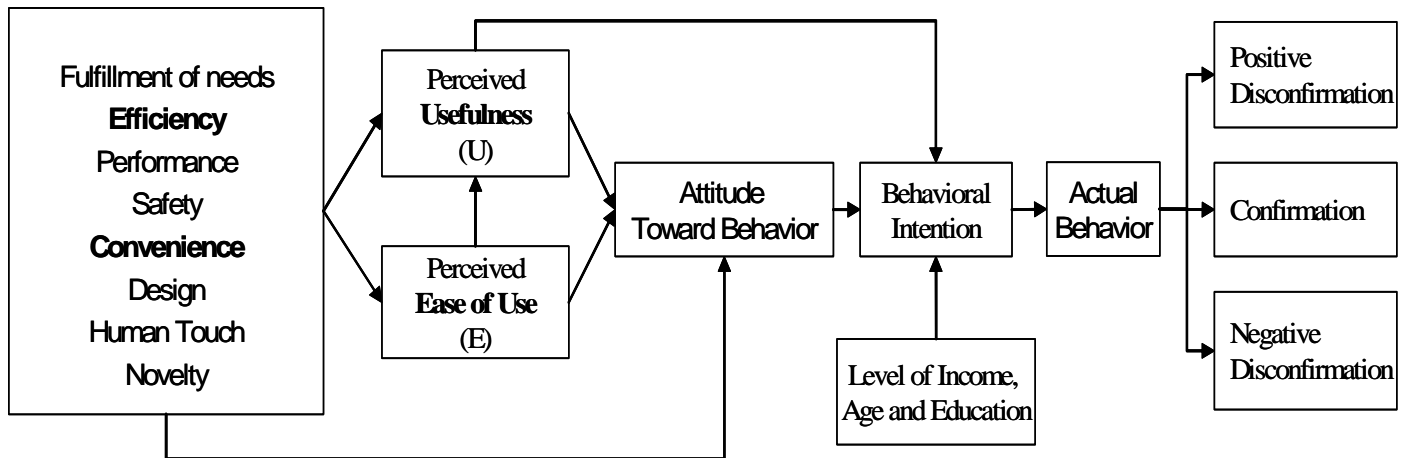 Fulfillment of needs
Efficiency
Performance
Safety
Convenience
Design
Human Touch
Novelty
Perceived
Usefulness
(U)
Perceived
Ease of Use
(E)
Attitude
Toward Behavior
Behavioral
Intention
Level of Income,
Age and Education
Actual
Behavior
Positive
Disconfirmation
Confirmation
Negative
Disconfirmation